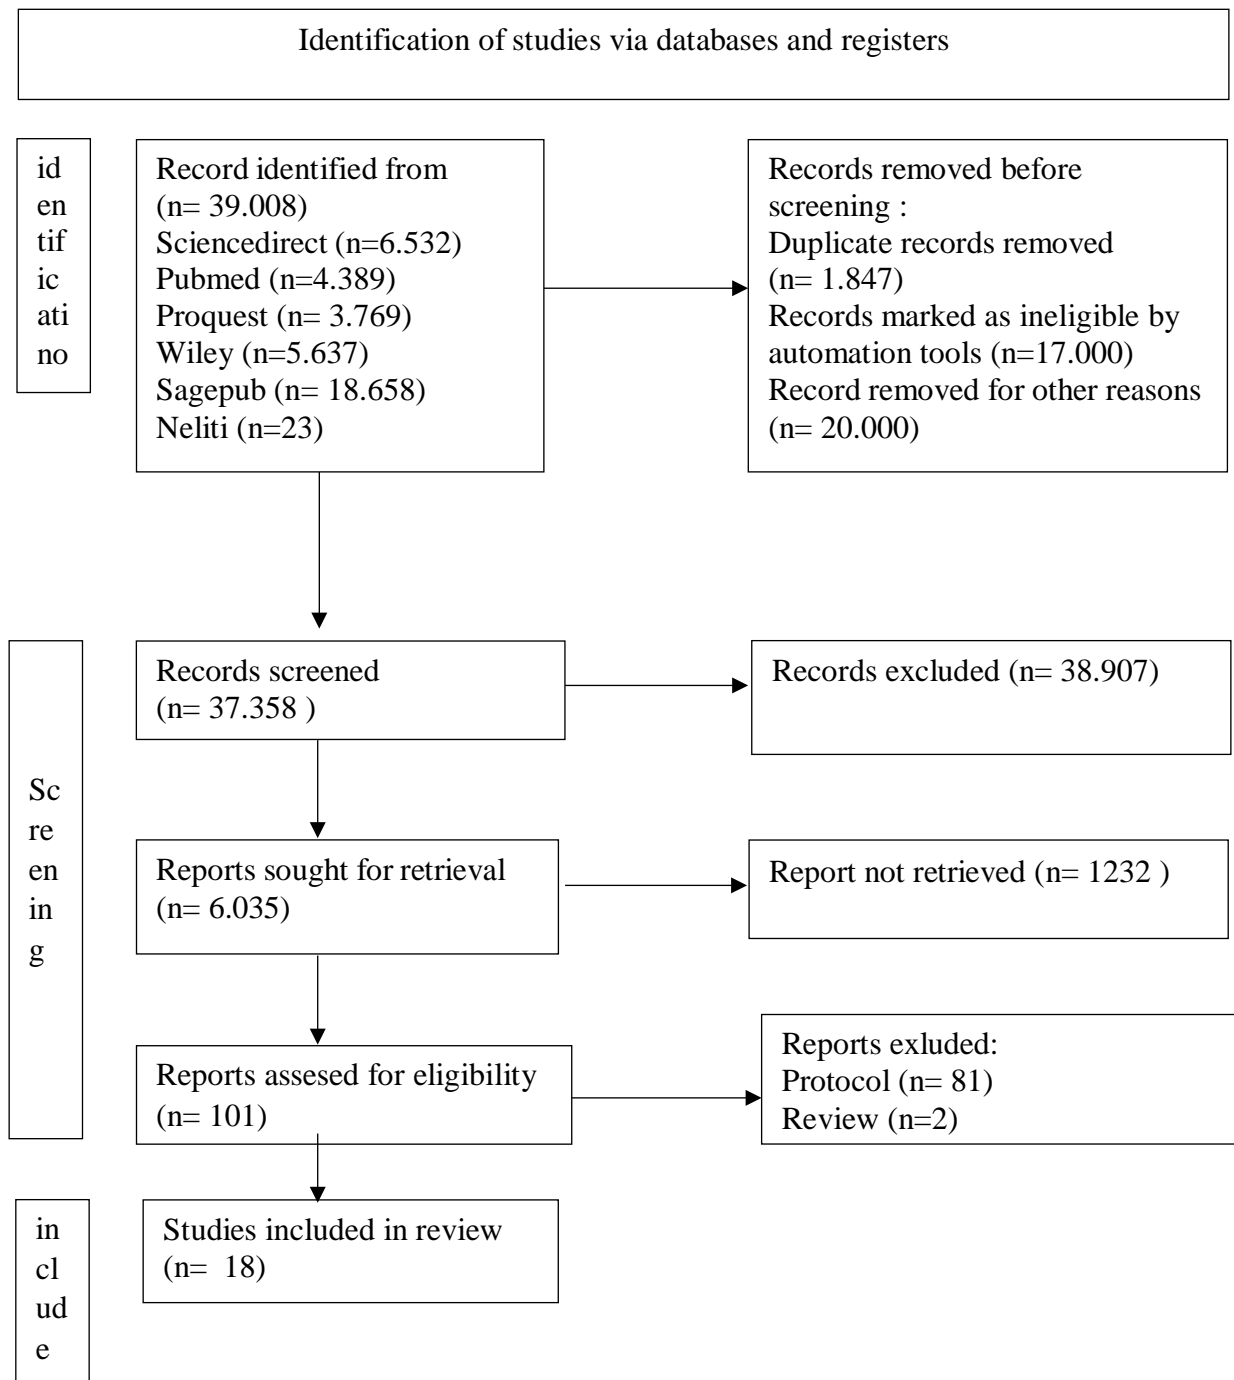 Identification of studies via databases and registers
id
en
tif
ic
ati
no
Record identified from
(n= 39.008)
Sciencedirect (n=6.532)
Pubmed (n=4.389)
Proquest (n= 3.769)
Wiley (n=5.637)
Sagepub (n= 18.658)
Neliti (n=23)
Records removed before
screening :
Duplicate records removed
(n= 1.847)
Records marked as ineligible by
automation tools (n=17.000)
Record removed for other reasons
(n= 20.000)
Sc
re
en
in
g
Records screened
(n= 37.358 )
Records excluded (n= 38.907)
Reports sought for retrieval
(n= 6.035)
Report not retrieved (n= 1232 )
Reports assesed for eligibility
(n= 101)
Reports exluded:
Protocol (n= 81)
Review (n=2)
in
cl
ud
e
Studies included in review
(n=  18)